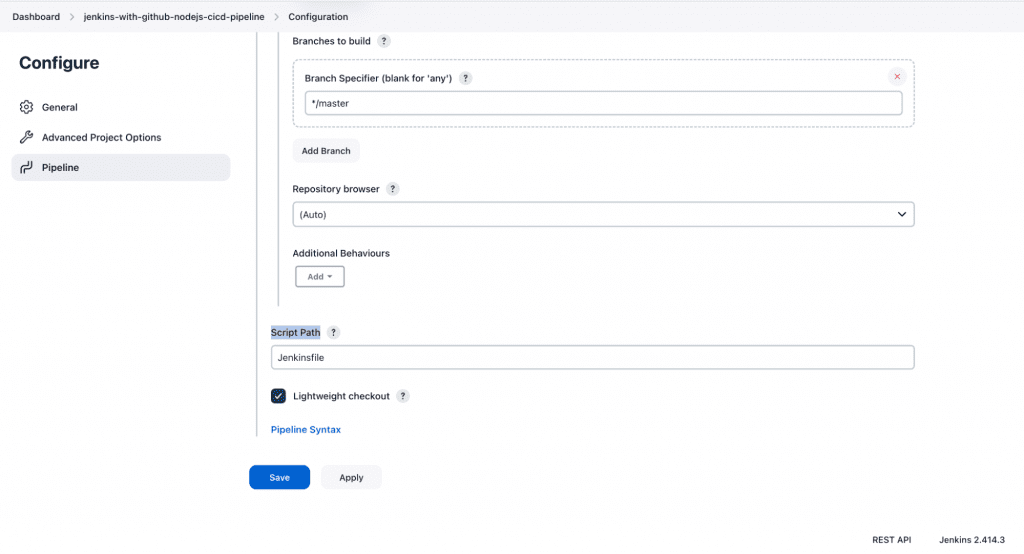 Dashboard > jenkins-with-github-nodejs-cicd-pipeline > Configuration
Configure
General
Advanced Project Options
Pipeline
Branches to build ?
Branch Specifier (blank for 'any') ?
*/master
Add Branch
Repository browser ?
(Auto)
Additional Behaviours
Add
Script Path ?
Jenkinsfile
Lightweight checkout ?
Pipeline Syntax
Save Apply
REST API Jenkins 2.414.3